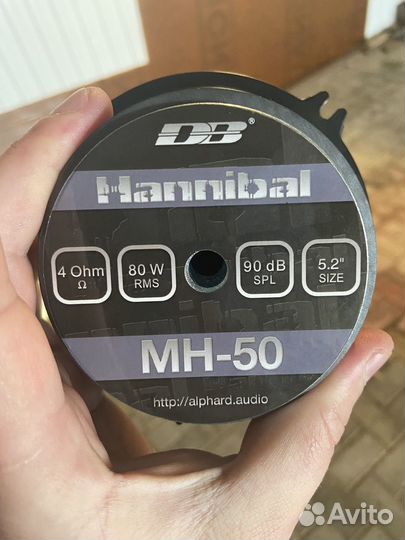 DB®
Hannibal
4 Ohm Ω
80 W RMS
90 dB SPL
5.2" SIZE
MH-50
http://alphard.audio
Avito